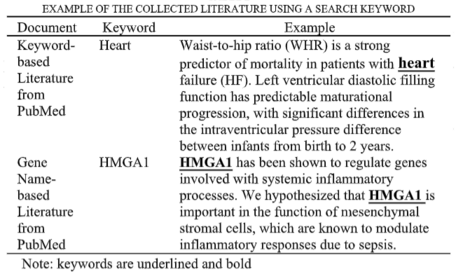 EXAMPLE OF THE COLLECTED LITERATURE USING A SEARCH KEYWORD
Document Keyword Example
Keyword- Heart Waist-to-hip ratio (WHR) is a strong
based predictor of mortality in patients with heart
Literature failure (HF). Left ventricular diastolic filling
from function has predictable maturational
PubMed progression, with significant differences in
the intraventricular pressure difference
between infants from birth to 2 years.
Gene HMGA1 HMGA1 has been shown to regulate genes
Name- involved with systemic inflammatory
based processes. We hypothesized that HMGA1 is
Literature important in the function of mesenchymal
from stromal cells, which are known to modulate
PubMed inflammatory responses due to sepsis.
Note: keywords are underlined and bold